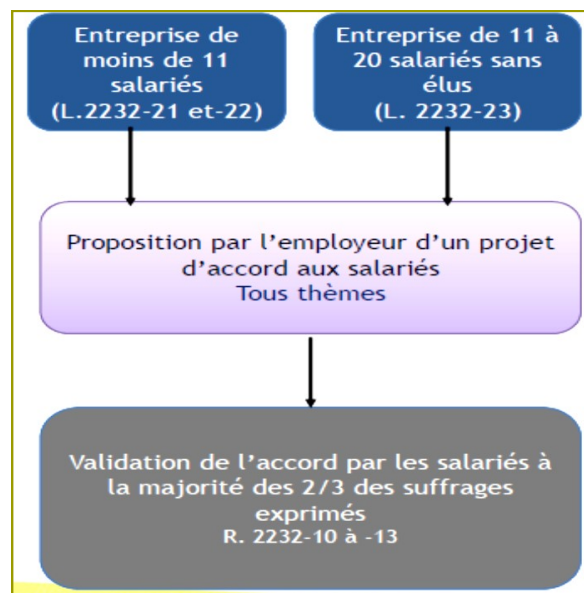 Entreprise de
moins de 11
salariés
(L.2232-21 et-22)
Entreprise de 11 à
20 salariés sans
élus
(L. 2232-23)
Proposition par l’employeur d’un projet
d’accord aux salariés
Tous thèmes
Validation de l’accord par les salariés à
la majorité des 2/3 des suffrages
exprimés
R. 2232-10 à -13